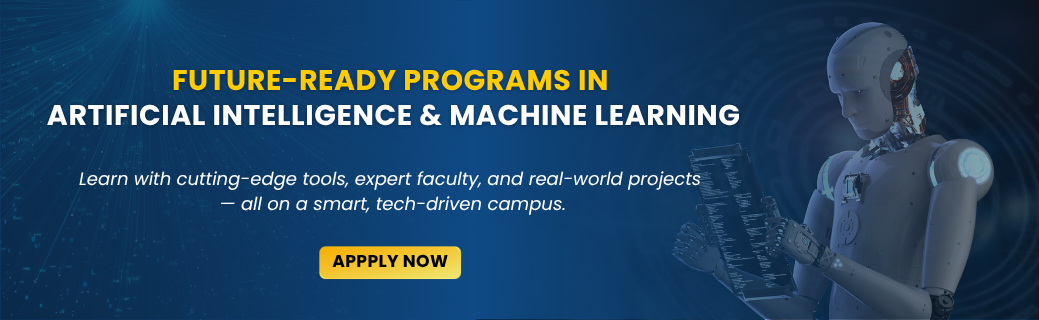 FUTURE-READY PROGRAMS IN
ARTIFICIAL INTELLIGENCE & MACHINE LEARNING
Learn with cutting-edge tools, expert faculty, and real-world projects
— all on a smart, tech-driven campus.
APPPLY NOW